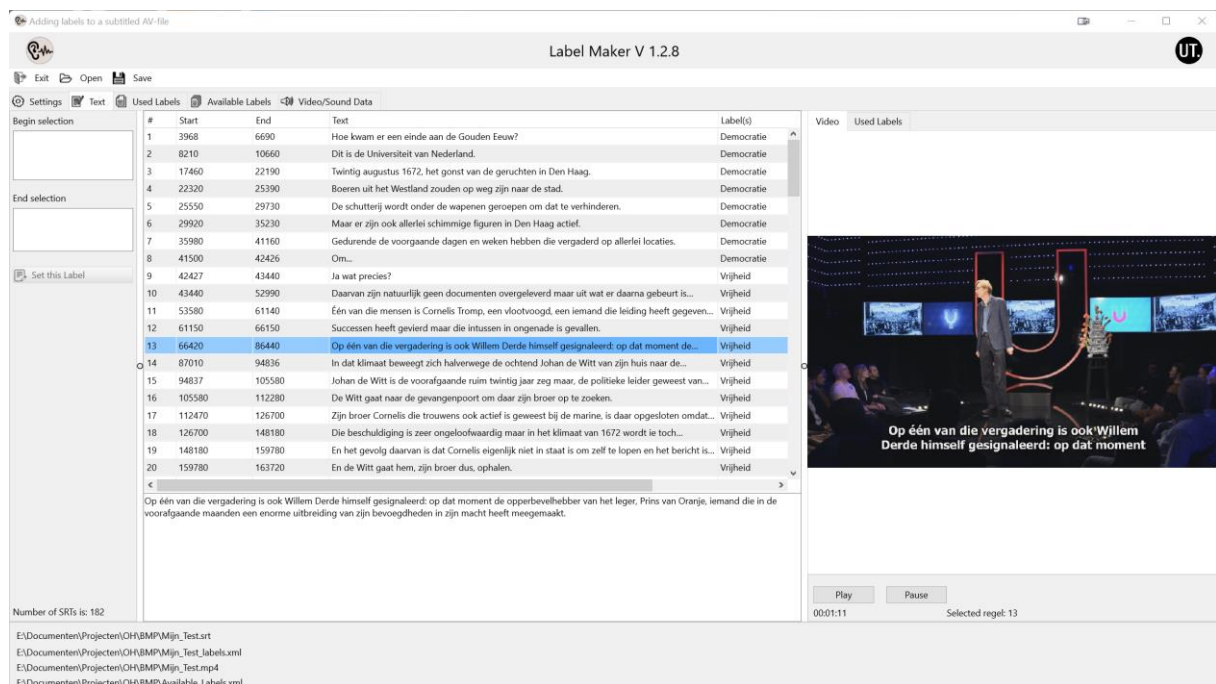 Adding labels to a subtitled AV-file
Label Maker V 1.2.8
UT.
Exit Open Save
Settings Text Used Labels Available Labels Video/Sound Data
Begin selection
End selection
Set this Label
Number of SRTs is: 182
# Start End Text Label(s)
1 3968 6690 Hoe kwam er een einde aan de Gouden Eeuw? Democratie
2 8210 10660 Dit is de Universiteit van Nederland. Democratie
3 17460 22190 Twintig augustus 1672, het gonst van de geruchten in Den Haag. Democratie
4 22320 25390 Boeren uit het Westland zouden op weg zijn naar de stad. Democratie
5 25550 29730 De schutterij wordt onder de wapenen geroepen om dat te verhinderen. Democratie
6 29920 35230 Maar er zijn ook allerlei schimmige figuren in Den Haag actief. Democratie
7 35980 41160 Gedurende de voorgaande dagen en weken hebben die vergaderd op allerlei locaties. Democratie
8 41500 42426 Om... Democratie
9 42427 43440 Ja wat precies? Vrijheid
10 43440 52990 Daarvan zijn natuurlijk geen documenten overgeleverd maar uit wat er daarna gebeurt is... Vrijheid
11 53580 61140 Één van die mensen is Cornelis Tromp, een vlootvoogd, een iemand die leiding heeft gegeven... Vrijheid
12 61150 66150 Successen heeft gevierd maar die intussen in ongenade is gevallen. Vrijheid
13 66420 86440 Op één van die vergadering is ook Willem Derde himself gesignaleerd: op dat moment de... Vrijheid
14 87010 94836 In dat klimaat beweegt zich halverwege de ochtend Johan de Witt van zijn huis naar de... Vrijheid
15 94837 105580 Johan de Witt is de voorafgaande ruim twintig jaar zeg maar, de politieke leider geweest van... Vrijheid
16 105580 112280 De Witt gaat naar de gevangenpoort om daar zijn broer op te zoeken. Vrijheid
17 112470 126700 Zijn broer Cornelis die trouwens ook actief is geweest bij de marine, is daar opgesloten omdat... Vrijheid
18 126700 148180 Die beschuldiging is zeer ongeloofwaardig maar in het klimaat van 1672 wordt ie toch... Vrijheid
19 148180 159780 En het gevolg daarvan is dat Cornelis eigenlijk niet in staat is om zelf te lopen en het bericht is... Vrijheid
20 159780 163720 En de Witt gaat hem, zijn broer dus, ophalen. Vrijheid
Op één van die vergadering is ook Willem Derde himself gesignaleerd: op dat moment de opperbevelhebber van het leger, Prins van Oranje, iemand die in de
voorafgaande maanden een enorme uitbreiding van zijn bevoegdheden in zijn macht heeft meegemaakt.
Video Used Labels
Op één van die vergadering is ook Willem
Derde himself gesignaleerd: op dat moment
Play Pause
00:01:11 Selected regel: 13
E:\Documenten\Projecten\OH\BMP\Mijn_Test.srt
E:\Documenten\Projecten\OH\BMP\Mijn_Test_labels.xml
E:\Documenten\Projecten\OH\BMP\Mijn_Test.mp4
E:\Documenten\Projecten\OH\BMP\Available_Labels.xml